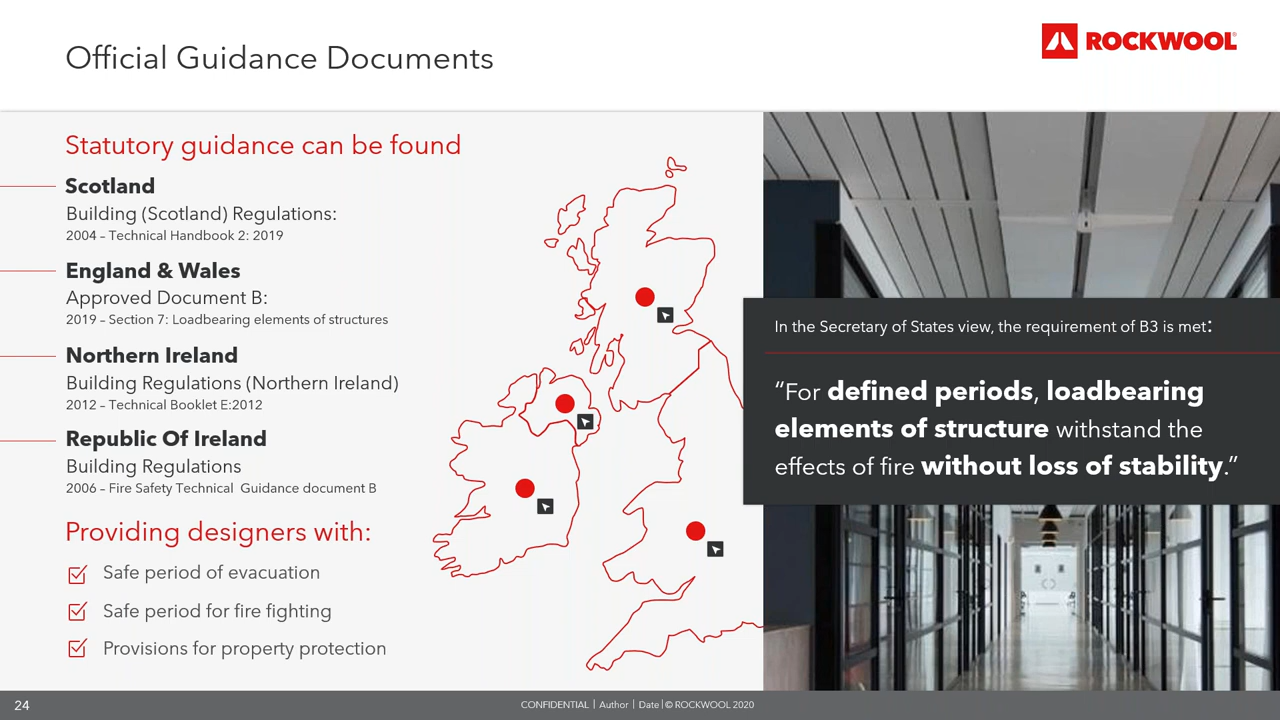 Official Guidance Documents
ROCKWOOL®
Statutory guidance can be found
Scotland
Building (Scotland) Regulations:
2004 – Technical Handbook 2: 2019
England & Wales
Approved Document B:
2019 – Section 7: Loadbearing elements of structures
Northern Ireland
Building Regulations (Northern Ireland)
2012 – Technical Booklet E:2012
Republic Of Ireland
Building Regulations
2006 – Fire Safety Technical  Guidance document B
Providing designers with:
Safe period of evacuation
Safe period for fire fighting
Provisions for property protection
In the Secretary of States view, the requirement of B3 is met:
“For defined periods, loadbearing
elements of structure withstand the
effects of fire without loss of stability.”
24
CONFIDENTIAL | Author | Date | © ROCKWOOL 2020